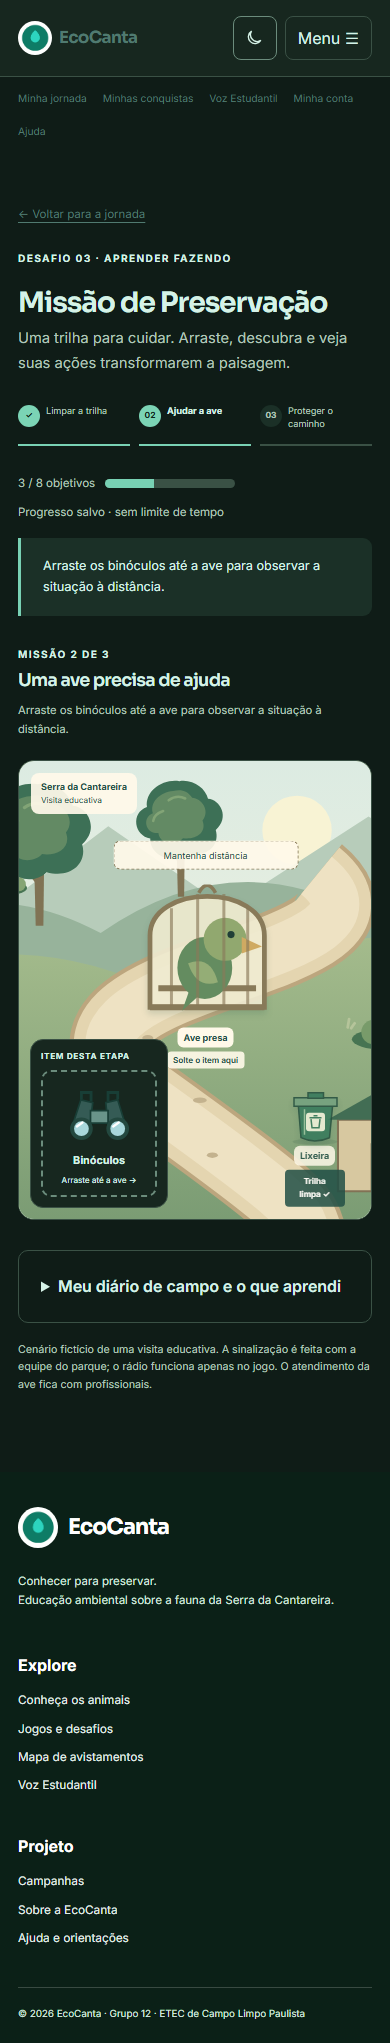 EcoCanta
Menu ☰
Minha jornada Minhas conquistas Voz Estudantil Minha conta
Ajuda
← Voltar para a jornada
DESAFIO 03 · APRENDER FAZENDO
Missão de Preservação
Uma trilha para cuidar. Arraste, descubra e veja
suas ações transformarem a paisagem.
✓ Limpar a trilha
02 Ajudar a ave
03 Proteger o
caminho
3 / 8 objetivos
Progresso salvo · sem limite de tempo
Arraste os binóculos até a ave para observar a
situação à distância.
MISSÃO 2 DE 3
Uma ave precisa de ajuda
Arraste os binóculos até a ave para observar a situação à
distância.
Serra da Cantareira
Visita educativa
Mantenha distância
Ave presa
Solte o item aqui
ITEM DESTA ETAPA
Binóculos
Arraste até a ave →
Lixeira
Trilha
limpa ✓
▶ Meu diário de campo e o que aprendi
Cenário fictício de uma visita educativa. A sinalização é feita com a
equipe do parque; o rádio funciona apenas no jogo. O atendimento da
ave fica com profissionais.
EcoCanta
Conhecer para preservar.
Educação ambiental sobre a fauna da Serra da Cantareira.
Explore
Conheça os animais
Jogos e desafios
Mapa de avistamentos
Voz Estudantil
Projeto
Campanhas
Sobre a EcoCanta
Ajuda e orientações
© 2026 EcoCanta · Grupo 12 · ETEC de Campo Limpo Paulista